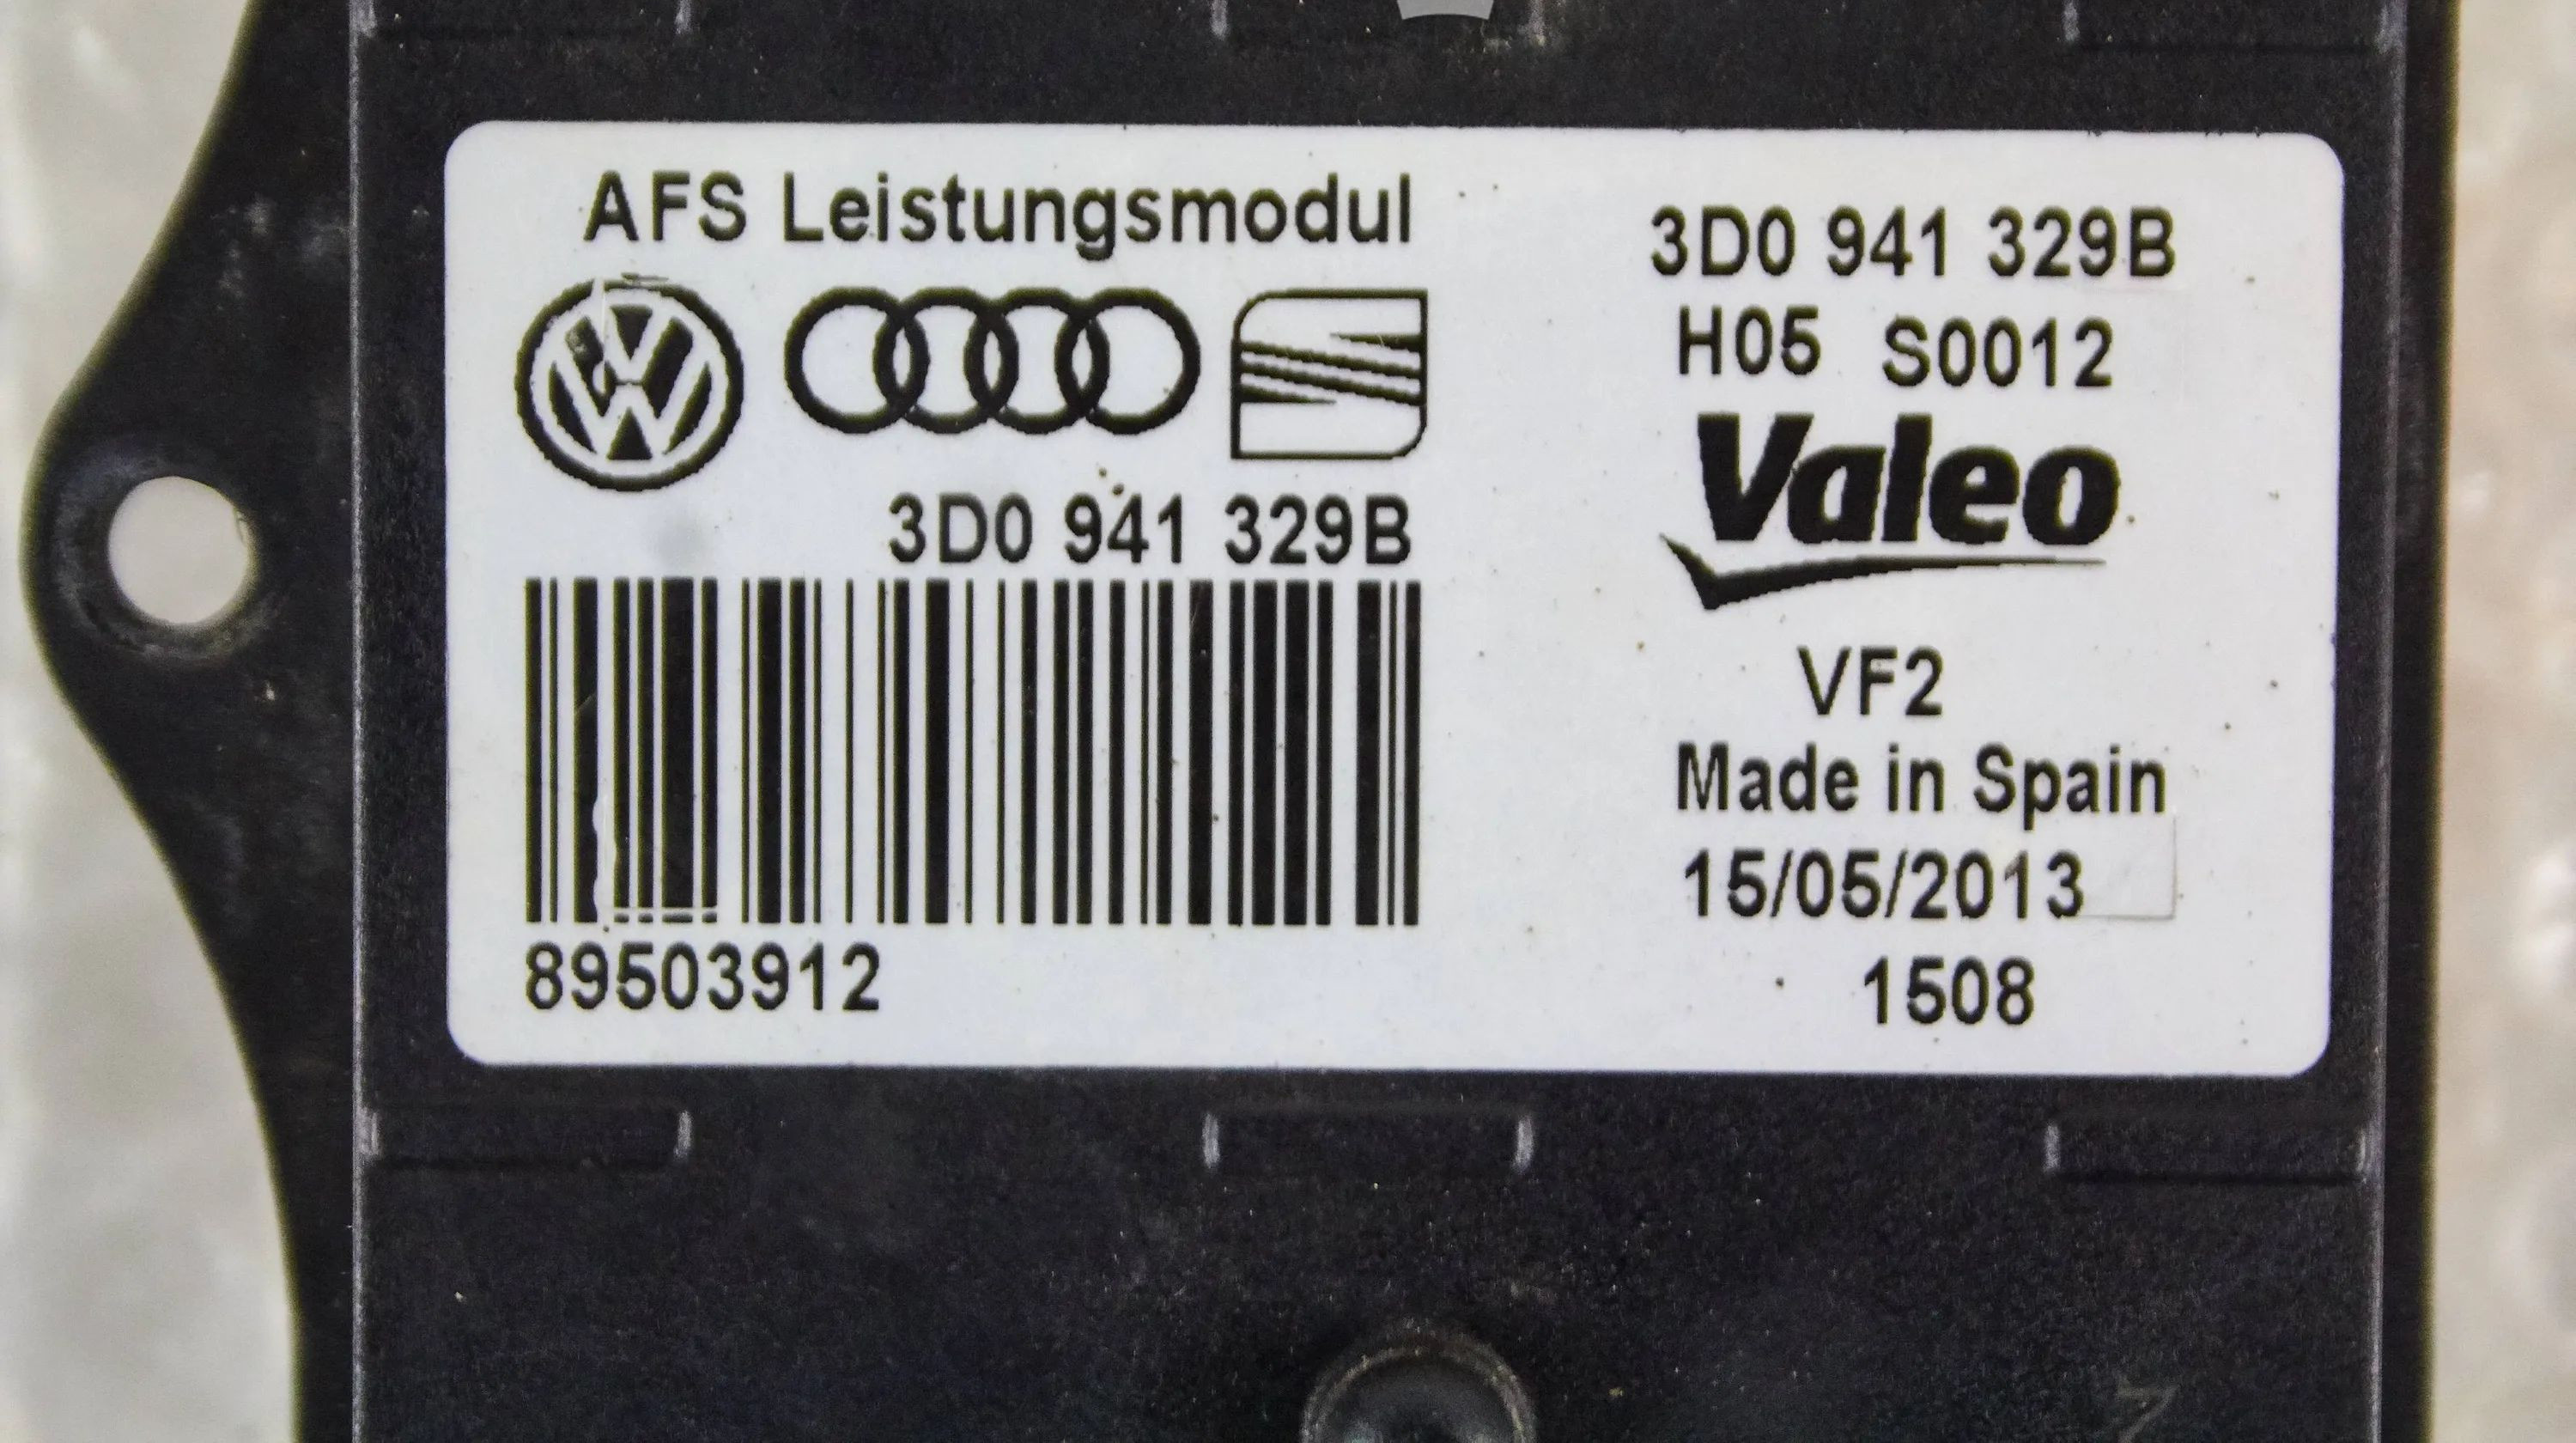 AFS Leistungsmodul
3D0 941 329B
89503912
3D0 941 329B
H05 S0012
Valeo
VF2
Made in Spain
15/05/2013
1508